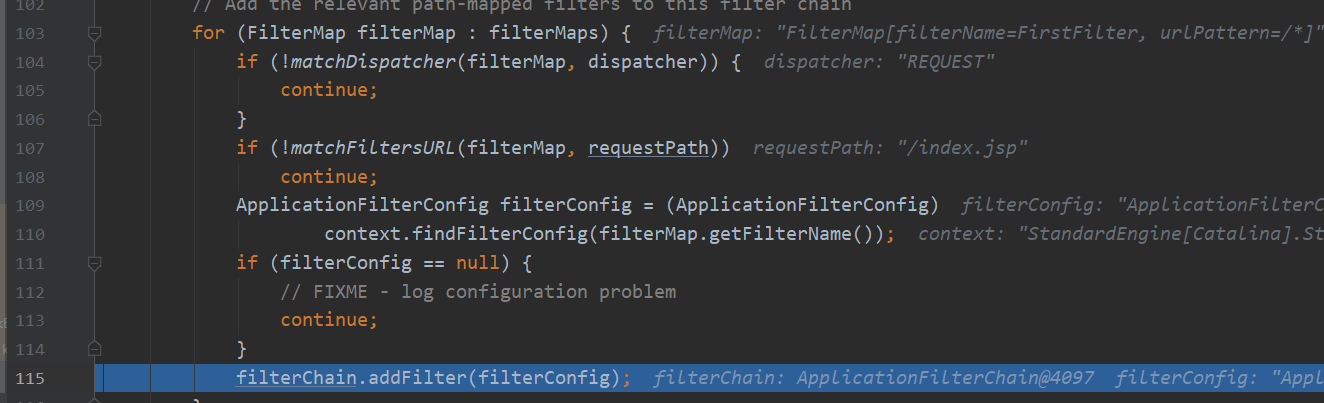 102 // Add the relevant path-mapped filters to this filter chain
103 for (FilterMap filterMap : filterMaps) { filterMap: "FilterMap[filterName=FirstFilter, urlPattern=/*]"
104 if (!matchDispatcher(filterMap, dispatcher)) { dispatcher: "REQUEST"
105 continue;
106 }
107 if (!matchFiltersURL(filterMap, requestPath)) requestPath: "/index.jsp"
108 continue;
109 ApplicationFilterConfig filterConfig = (ApplicationFilterConfig) filterConfig: "ApplicationFilterC
110 context.findFilterConfig(filterMap.getFilterName()); context: "StandardEngine[Catalina].St
111 if (filterConfig == null) {
112 // FIXME - log configuration problem
113 continue;
114 }
115 filterChain.addFilter(filterConfig); filterChain: ApplicationFilterChain@4097 filterConfig: "Appl